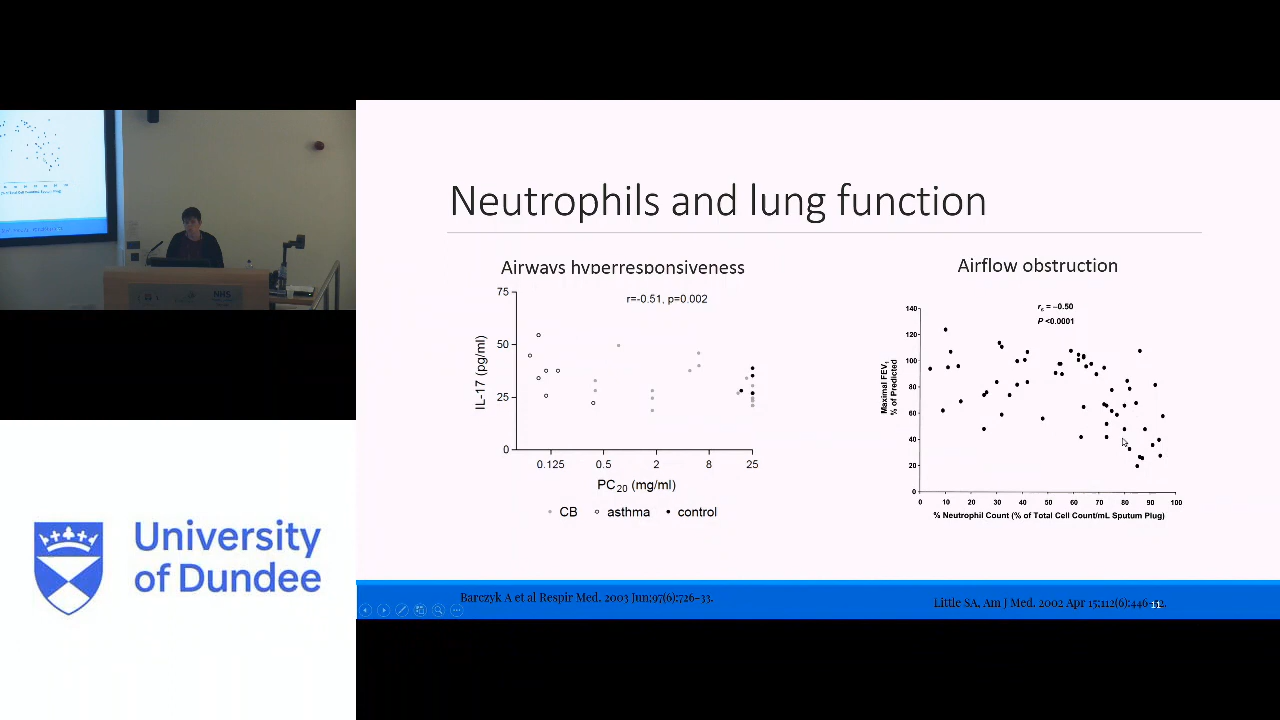 Neutrophils and lung function
Airways hyperresponsiveness
75
50
25
0
IL-17 (pg/ml)
r=-0.51, p=0.002
0.125 0.5 2 8 25
PC20 (mg/ml)
CB asthma control
Airflow obstruction
rs = –0.50
P <0.0001
140
120
100
80
60
40
20
0
Maximal FEV1
% of Predicted
0 10 20 30 40 50 60 70 80 90 100
% Neutrophil Count (% of Total Cell Count/mL Sputum Plug)
Barczyk A et al Respir Med. 2003 Jun;97(6):726–33.
Little SA, Am J Med. 2002 Apr 15;112(6):446
11
University
of Dundee
NHS